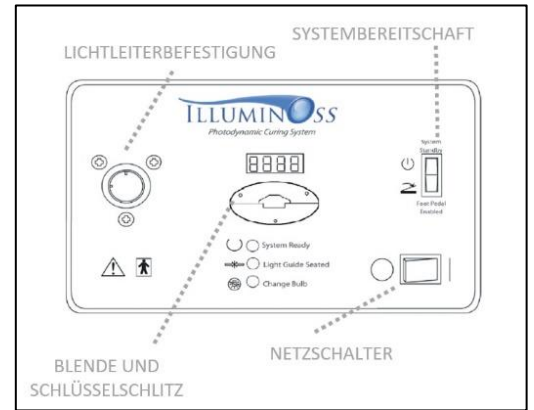 SYSTEMBEREITSCHAFT
LICHTLEITERBEFESTIGUNG
ILLUMINOSS
Photodynamic Curing System
System
Standby
8888
Foot Pedal
Enabled
System Ready
Light Guide Seated
Change Bulb
NETZSCHALTER
BLENDE UND
SCHLÜSSELSCHLITZ